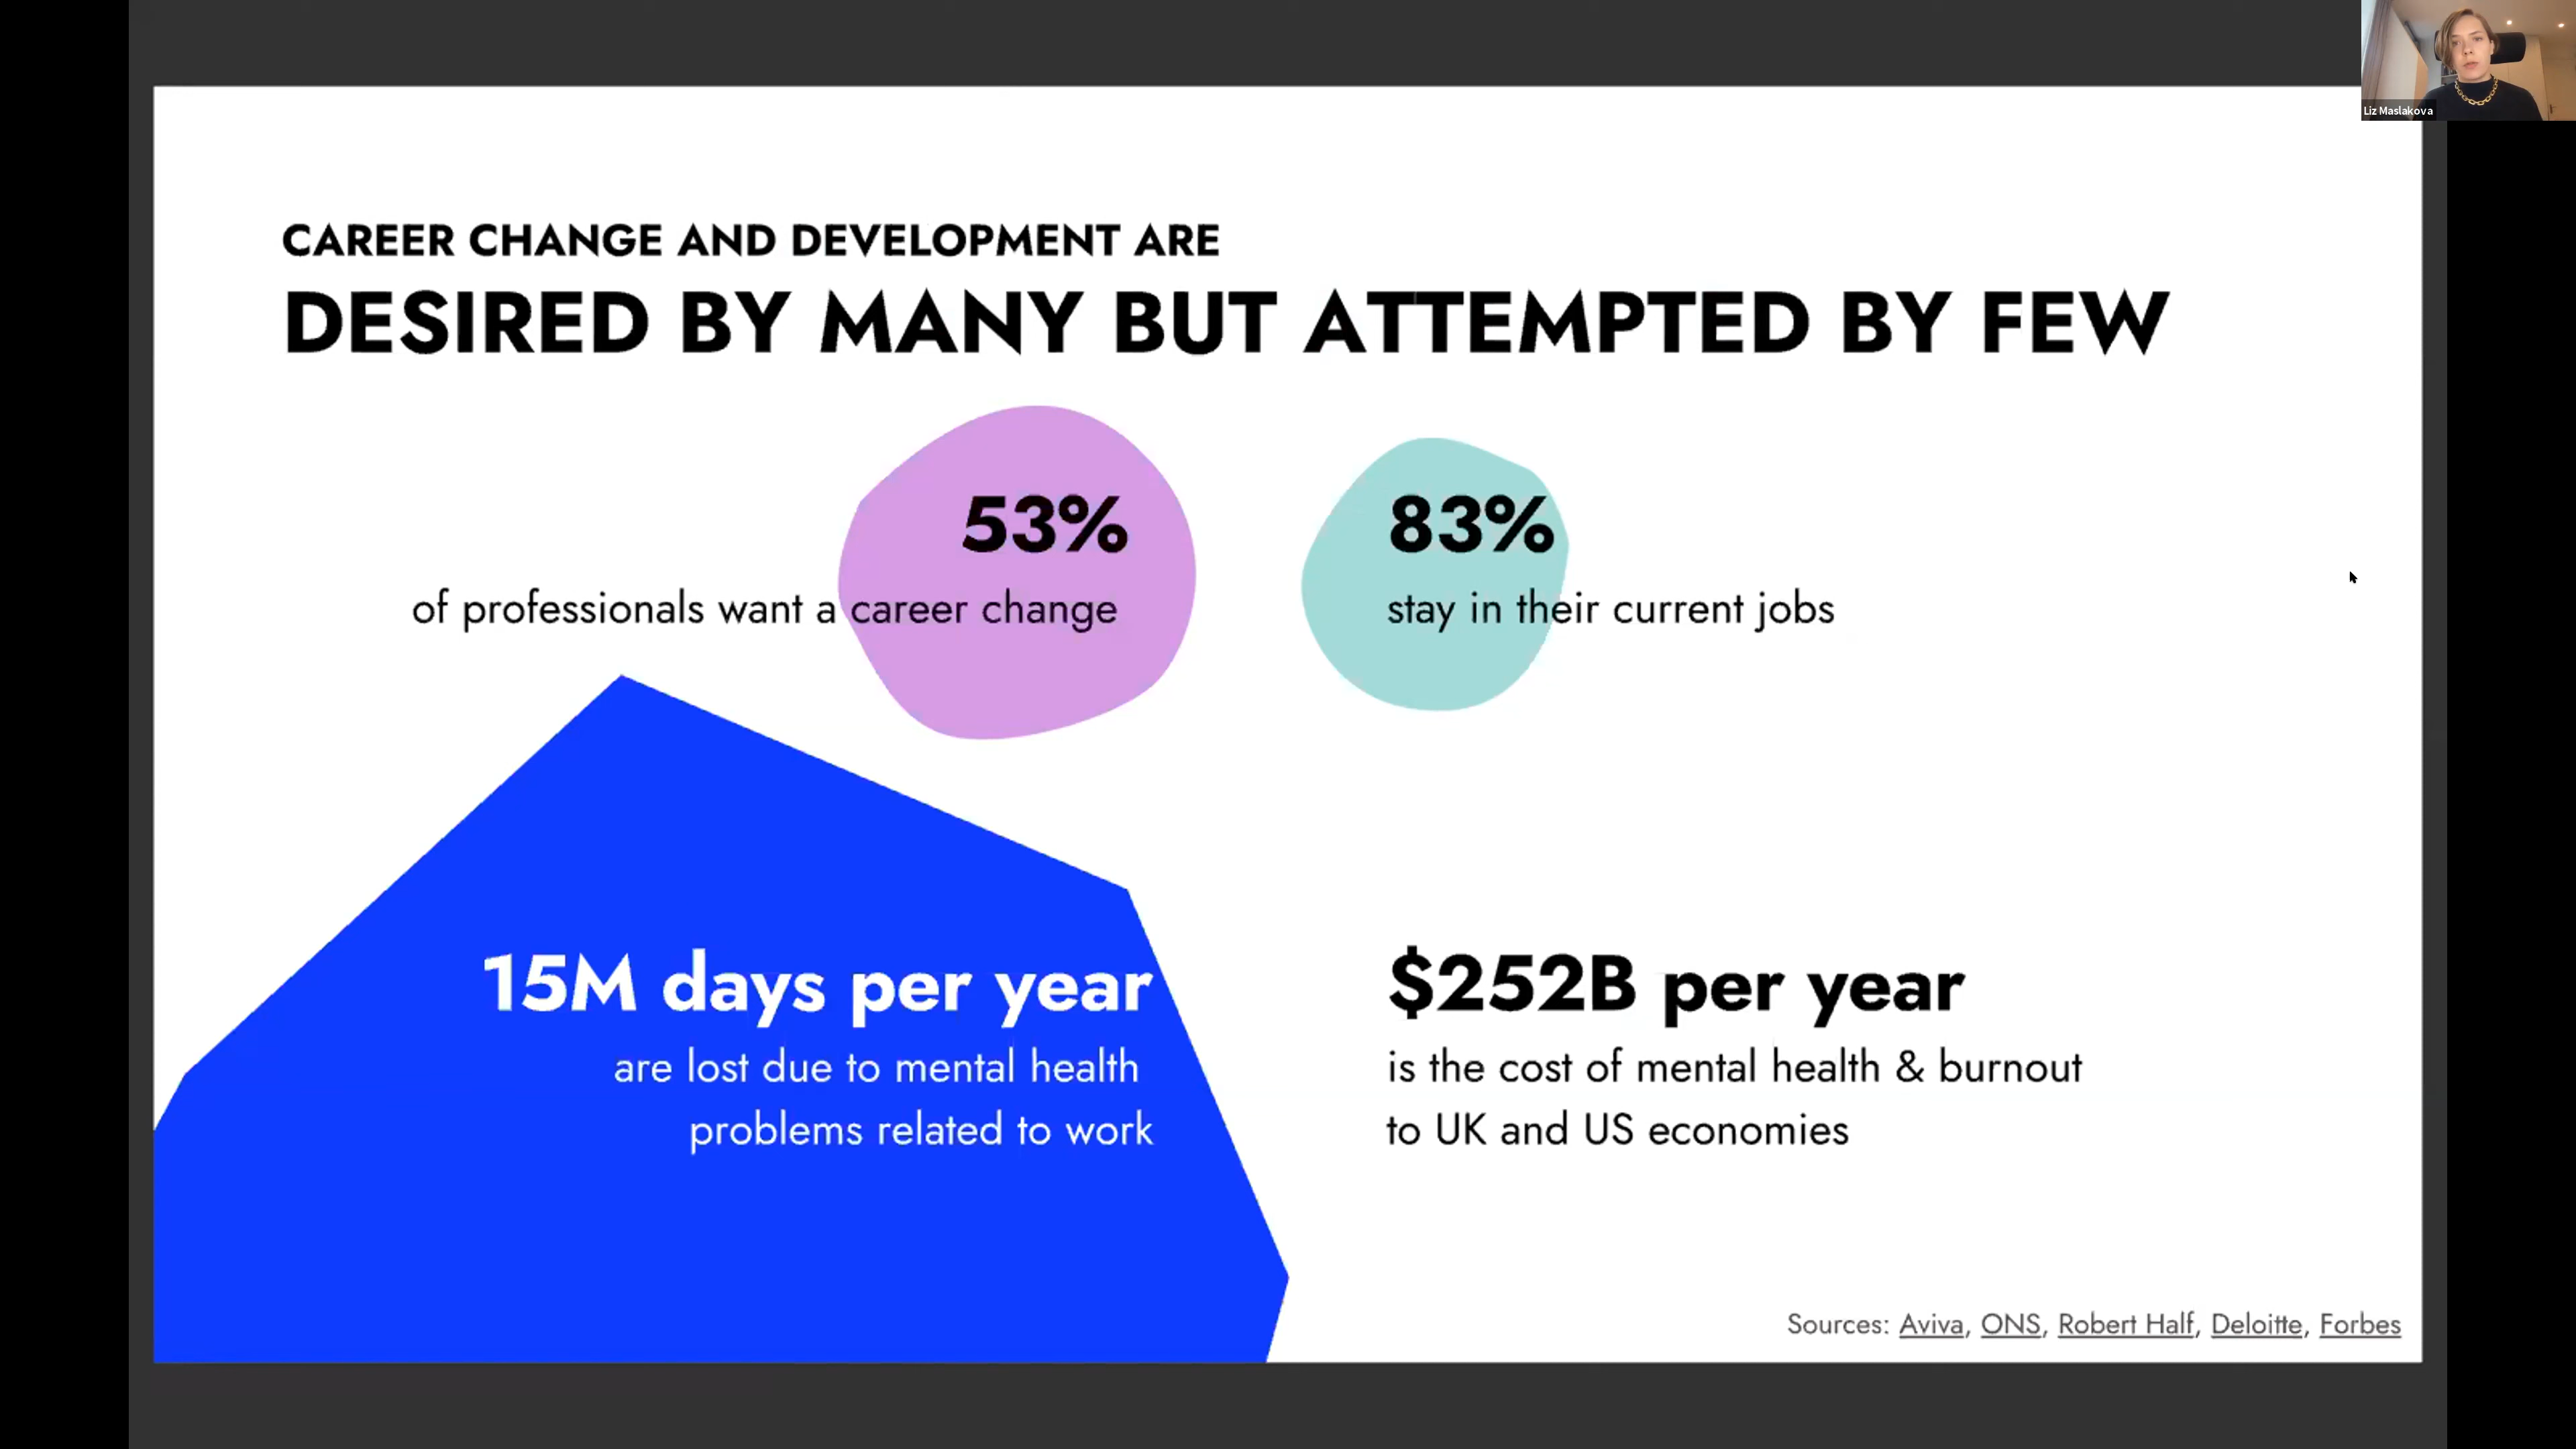 Liz Maslakova
CAREER CHANGE AND DEVELOPMENT ARE
DESIRED BY MANY BUT ATTEMPTED BY FEW
53%
of professionals want a career change
83%
stay in their current jobs
15M days per year
are lost due to mental health
problems related to work
$252B per year
is the cost of mental health & burnout
to UK and US economies
Sources: Aviva, ONS, Robert Half, Deloitte, Forbes